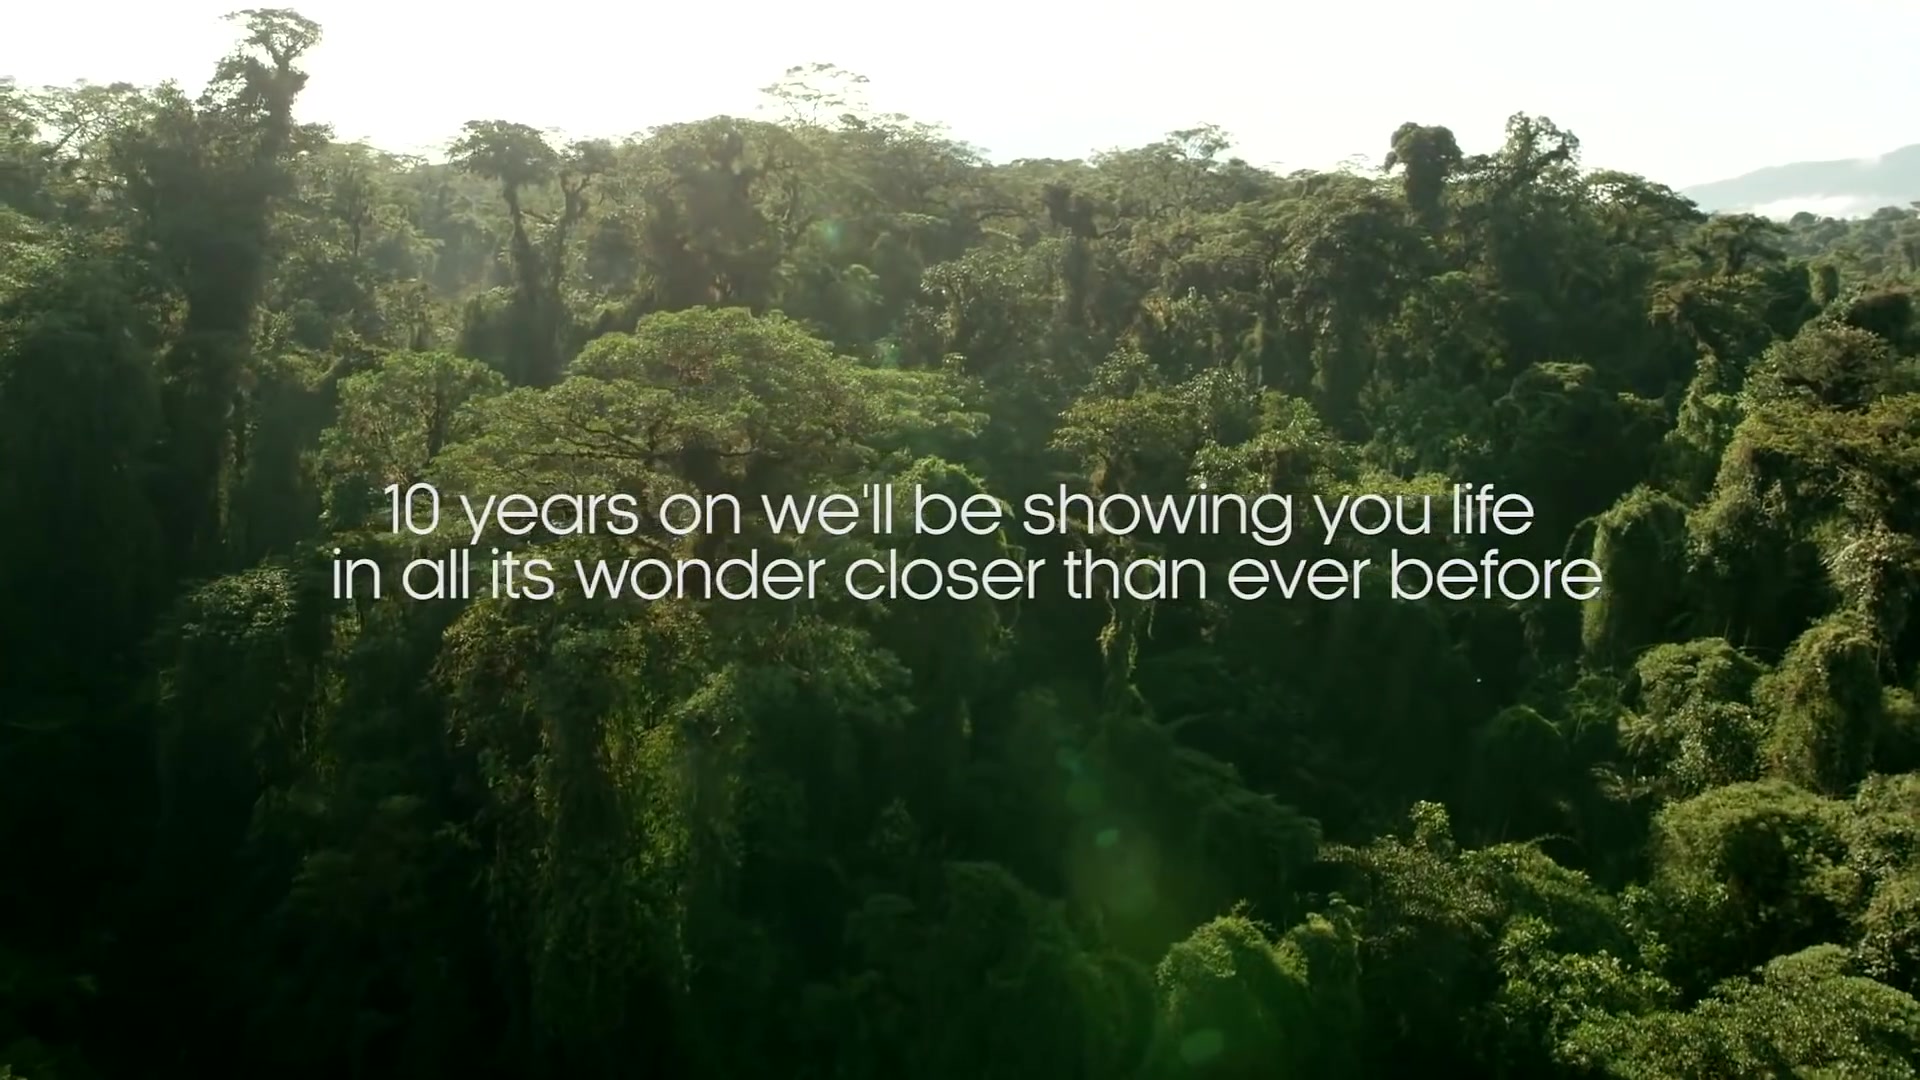 10 years on we'll be showing you life
in all its wonder closer than ever before